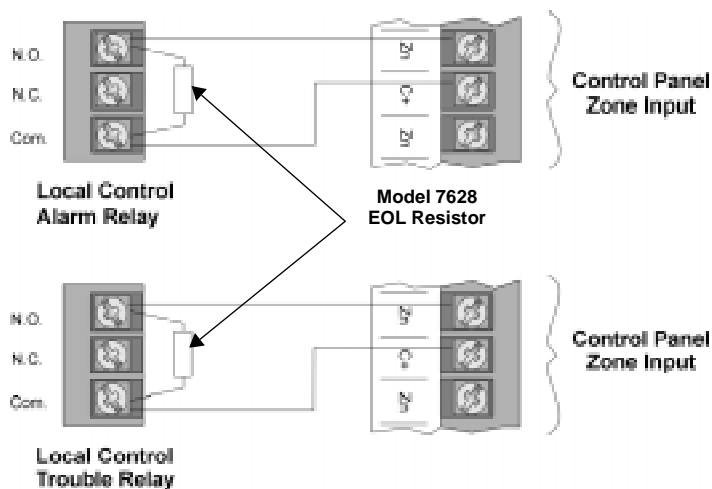 N.O.
N.C.
Com.
Control Panel
Zone Input
Local Control
Alarm Relay
Model 7628
EOL Resistor
N.O.
N.C.
Com.
Control Panel
Zone Input
Local Control
Trouble Relay